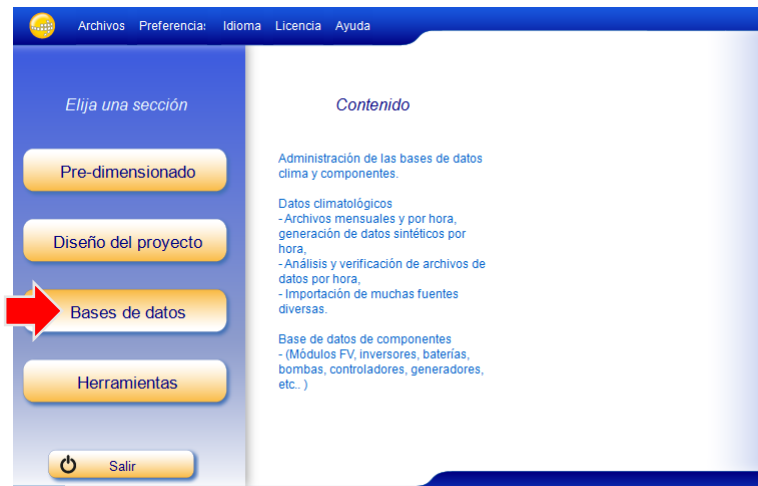 Archivos Preferencia: Idioma Licencia Ayuda
Elija una sección
Pre-dimensionado
Diseño del proyecto
Bases de datos
Herramientas
Salir
Contenido
Administración de las bases de datos
clima y componentes.
Datos climatológicos
- Archivos mensuales y por hora,
generación de datos sintéticos por
hora,
- Análisis y verificación de archivos de
datos por hora,
- Importación de muchas fuentes
diversas.
Base de datos de componentes
- (Módulos FV, inversores, baterías,
bombas, controladores, generadores,
etc.. )